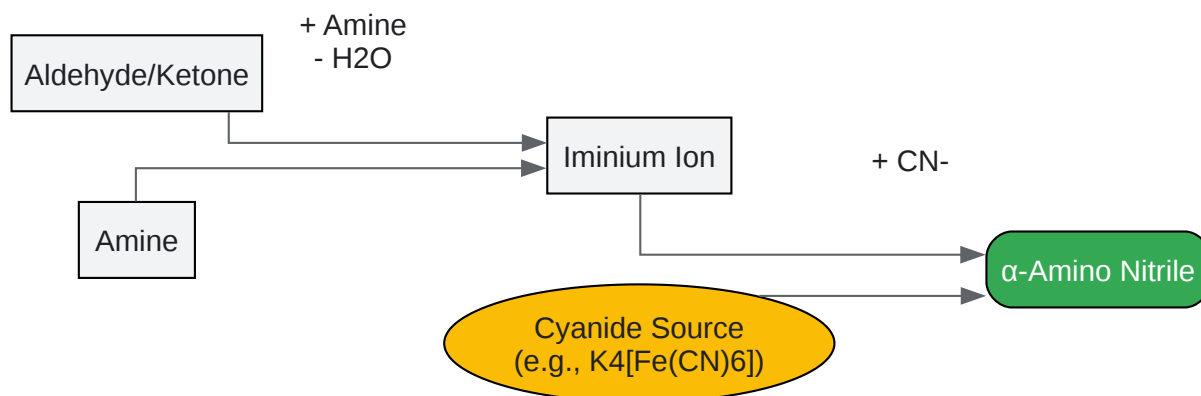 + Amine
- H2O
Aldehyde/Ketone
Iminium Ion
+ CN-
Amine
α-Amino Nitrile
Cyanide Source
(e.g., K4[Fe(CN)6])